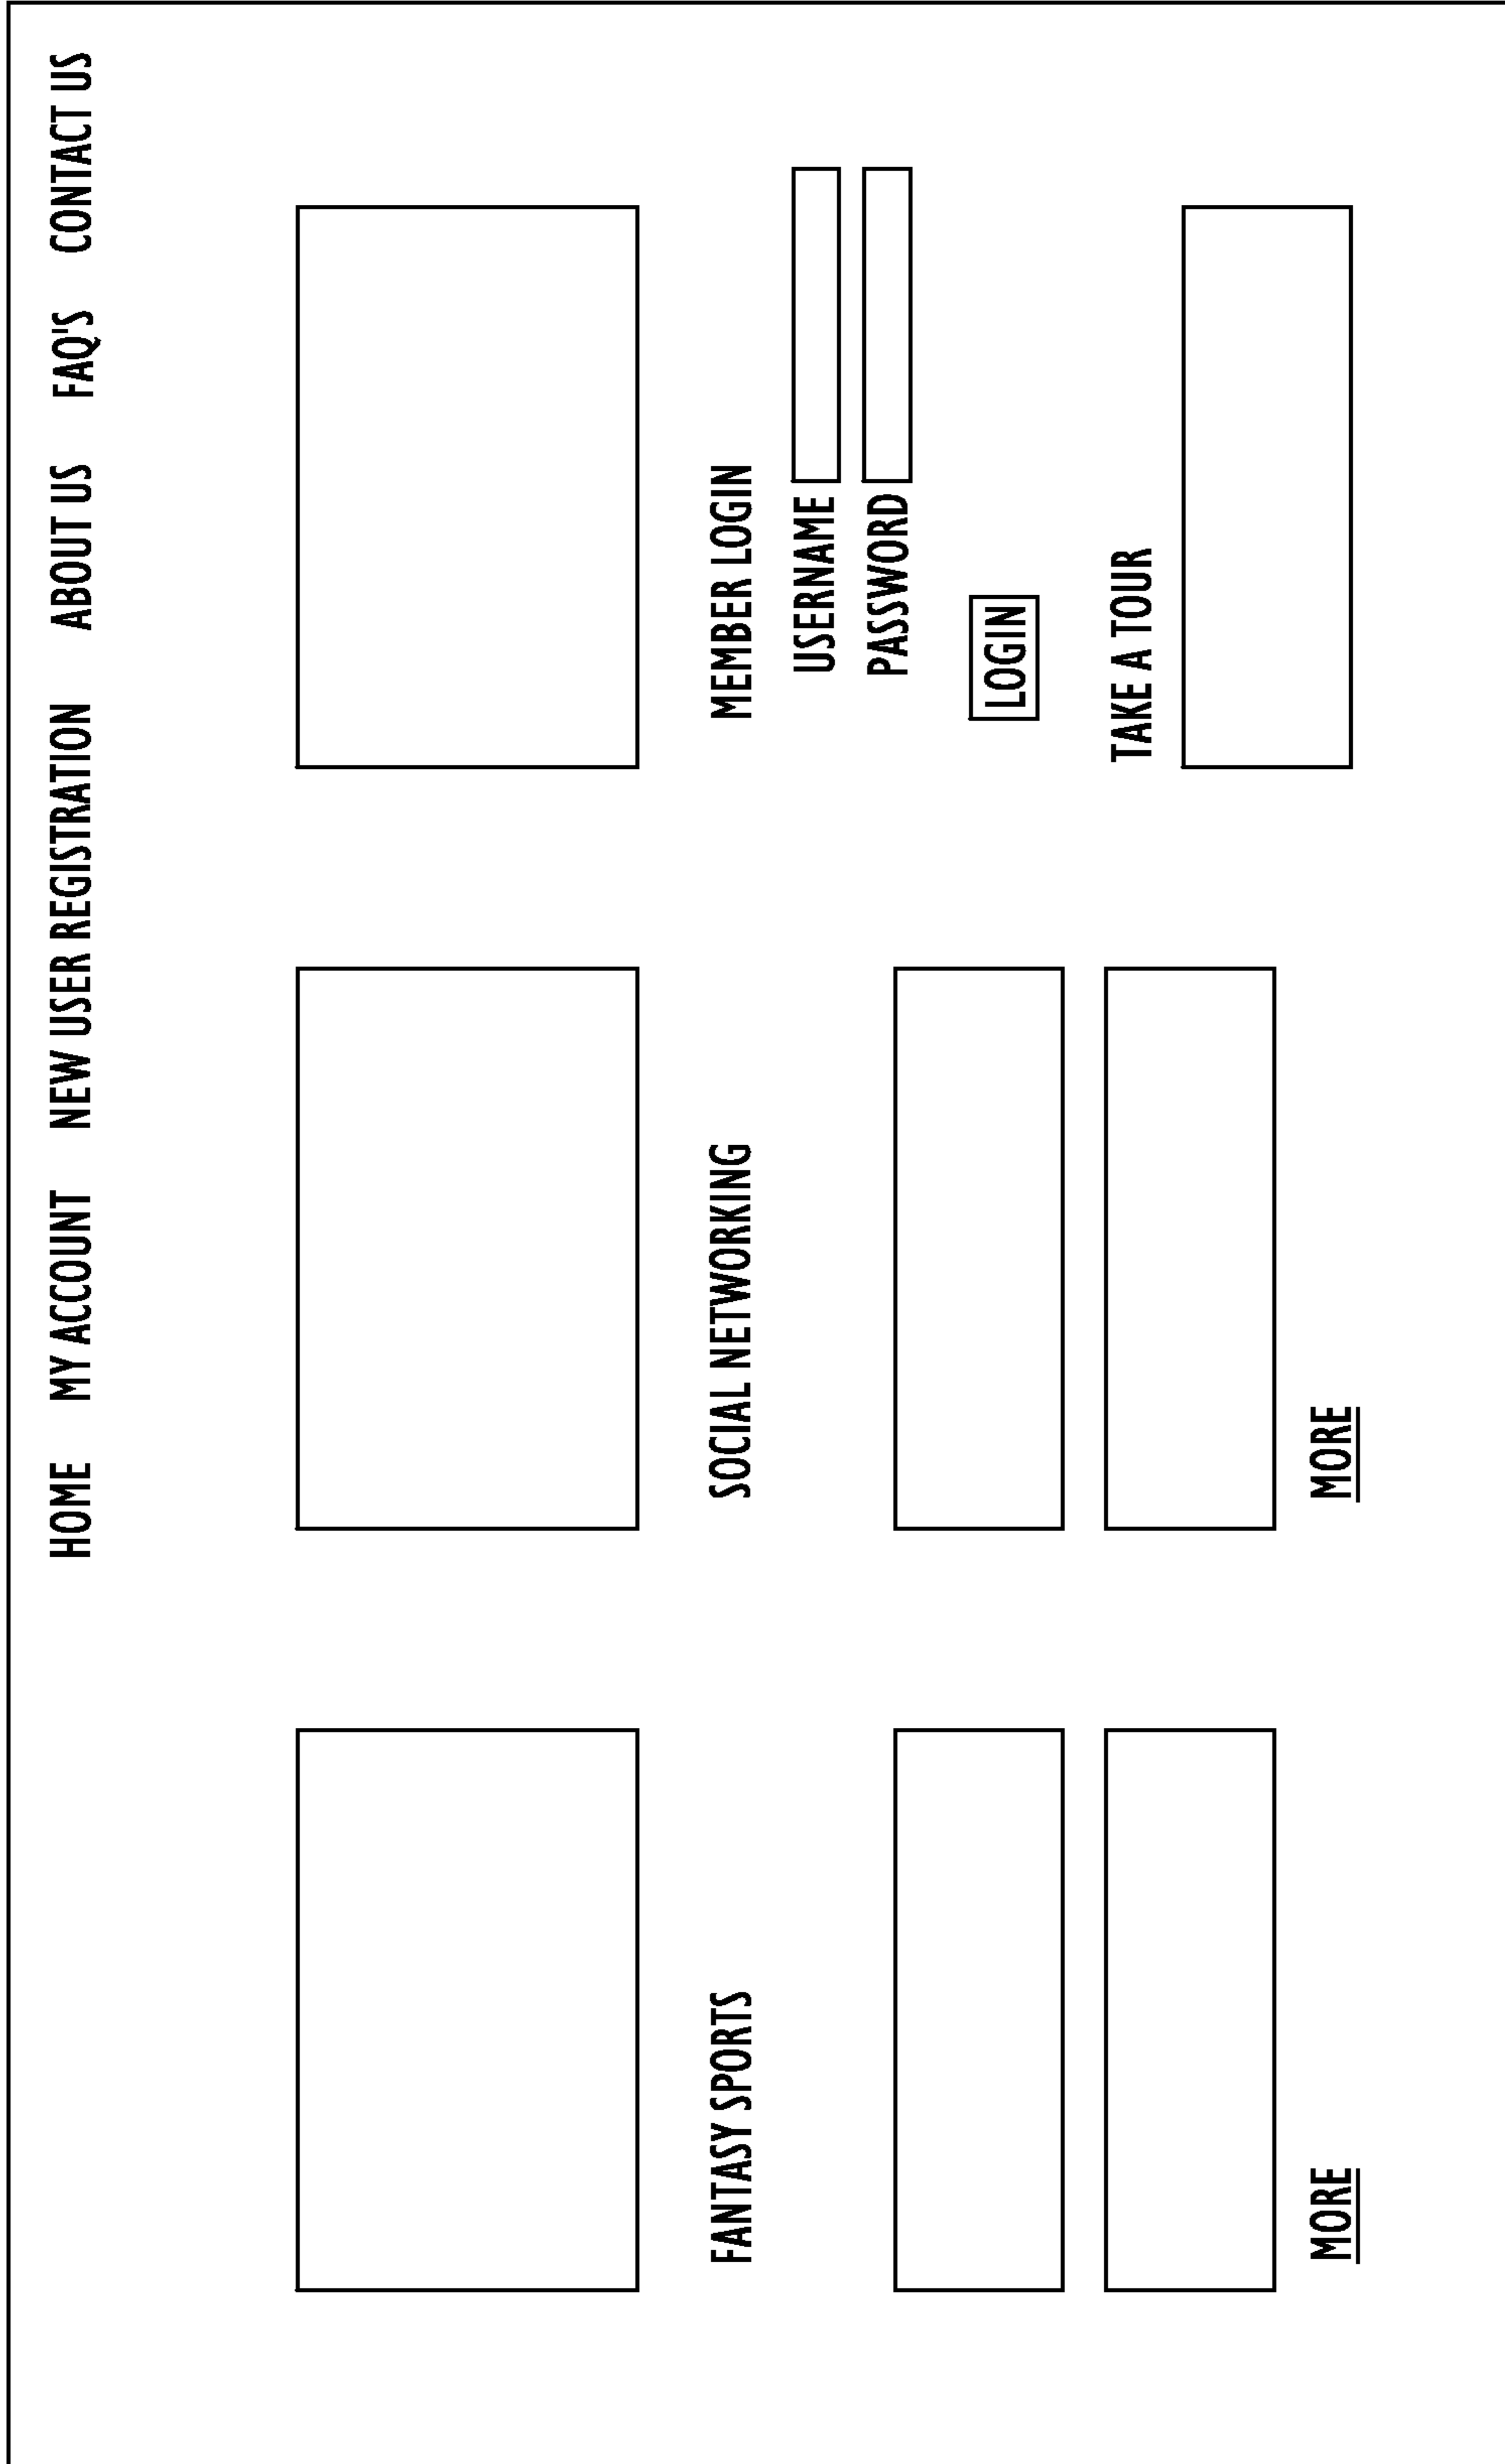 HOME MY ACCOUNT NEW USER REGISTRATION ABOUT US FAQ'S CONTACT US
FANTASY SPORTS
MORE
SOCIAL NETWORKING
MORE
MEMBER LOGIN
USERNAME
PASSWORD
LOGIN
TAKE A TOUR